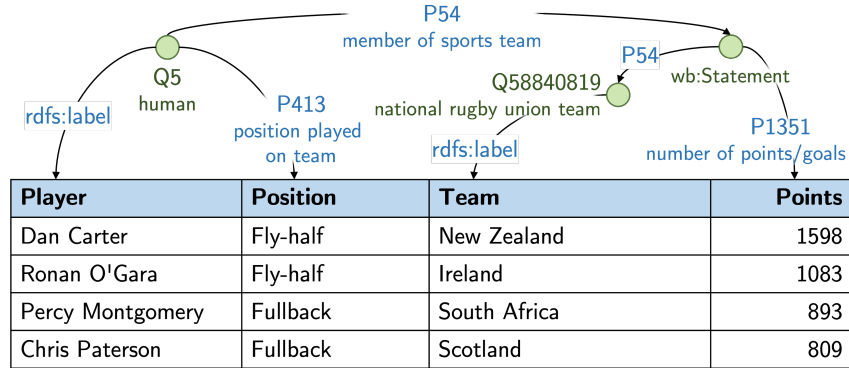 P54
member of sports team
Q5
human
P54
wb:Statement
Q58840819
national rugby union team
rdfs:label
P413
position played
on team
rdfs:label
P1351
number of points/goals
Player Position Team Points
Dan Carter Fly-half New Zealand 1598
Ronan O'Gara Fly-half Ireland 1083
Percy Montgomery Fullback South Africa 893
Chris Paterson Fullback Scotland 809